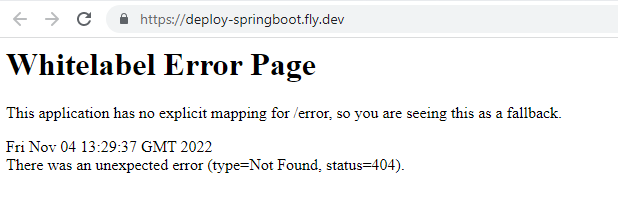 https://deploy-springboot.fly.dev
Whitelabel Error Page
This application has no explicit mapping for /error, so you are seeing this as a fallback.
Fri Nov 04 13:29:37 GMT 2022
There was an unexpected error (type=Not Found, status=404).